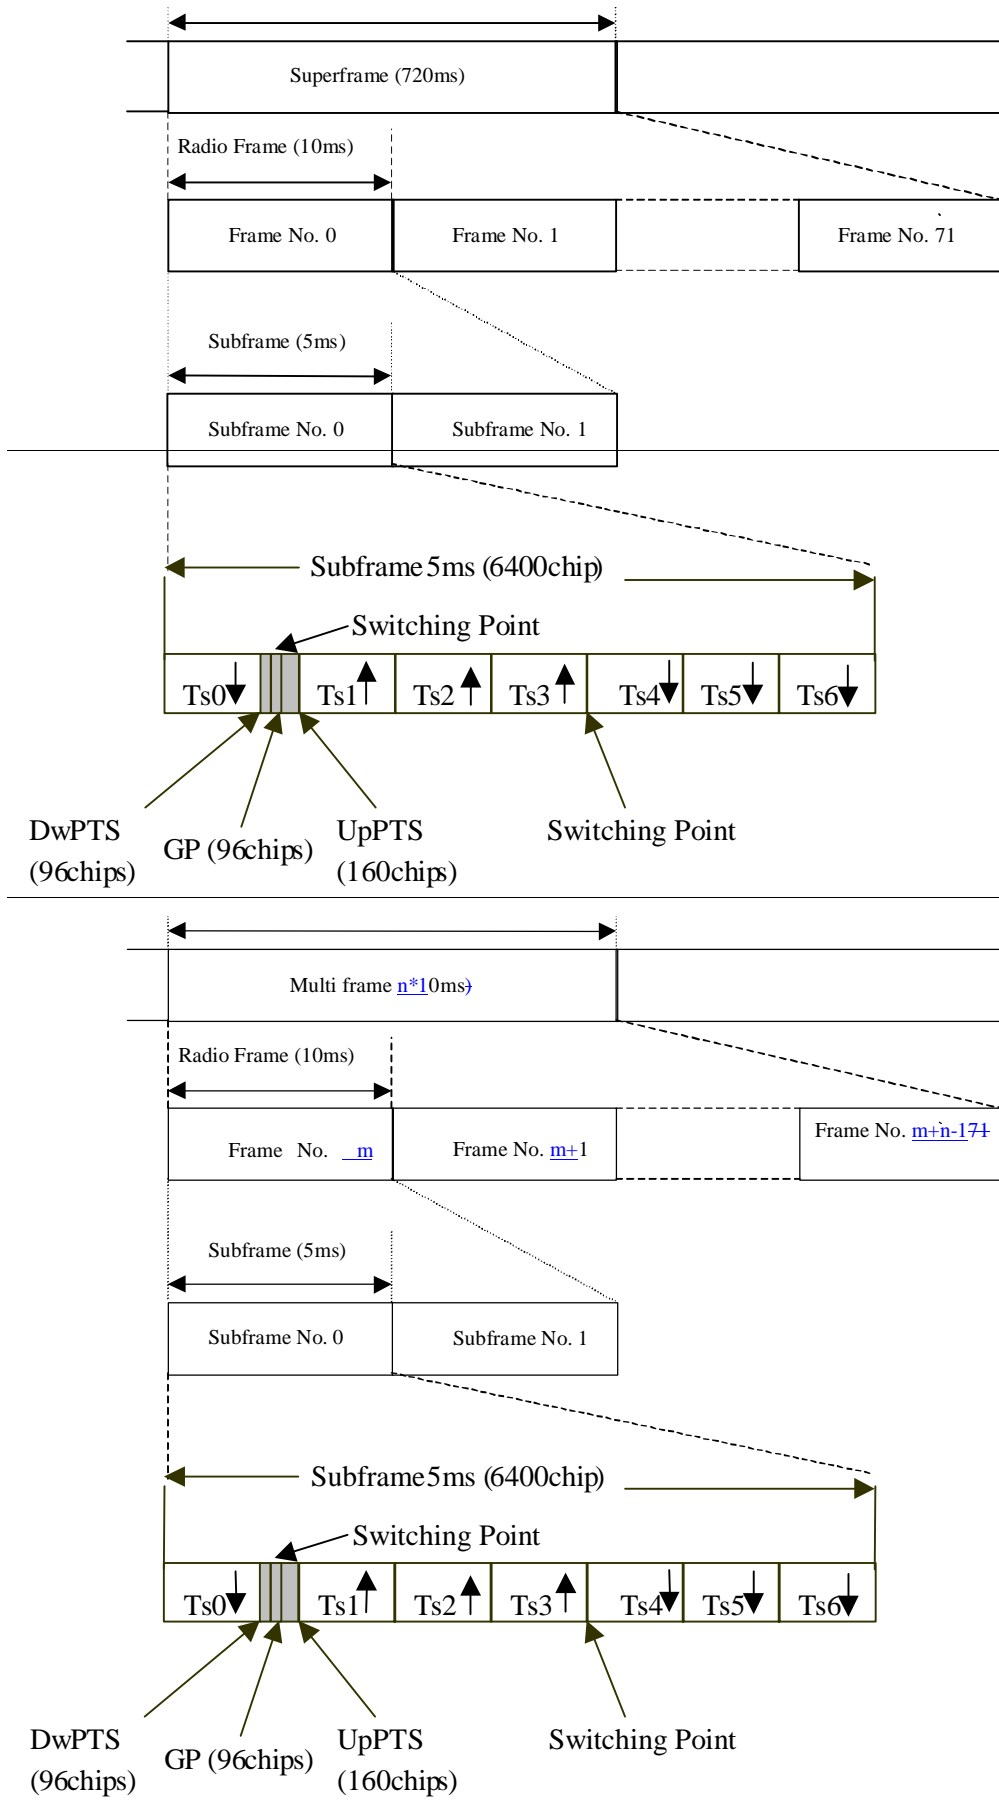 Superframe (720ms)
Radio Frame (10ms)
Frame No. 0 Frame No. 1 Frame No. 71
Subframe (5ms)
Subframe No. 0 Subframe No. 1
Subframe 5ms (6400chip)
Switching Point
Ts0 Ts1 Ts2 Ts3 Ts4 Ts5 Ts6
DwPTS
(96chips)
GP (96chips)
UpPTS
(160chips)
Switching Point
Multi frame n*10ms)
Radio Frame (10ms)
Frame No. m Frame No. m+1 Frame No. m+n-171
Subframe (5ms)
Subframe No. 0 Subframe No. 1
Subframe 5ms (6400chip)
Switching Point
Ts0 Ts1 Ts2 Ts3 Ts4 Ts5 Ts6
DwPTS
(96chips)
GP (96chips)
UpPTS
(160chips)
Switching Point